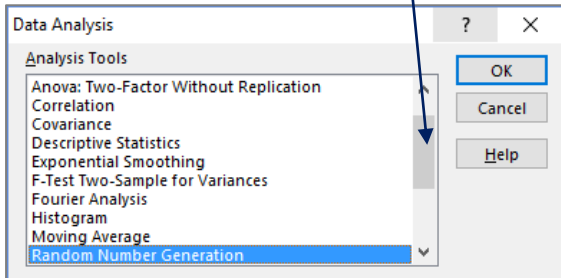 Data Analysis
?
Analysis Tools
Anova: Two-Factor Without Replication
Correlation
Covariance
Descriptive Statistics
Exponential Smoothing
F-Test Two-Sample for Variances
Fourier Analysis
Histogram
Moving Average
Random Number Generation
OK
Cancel
Help